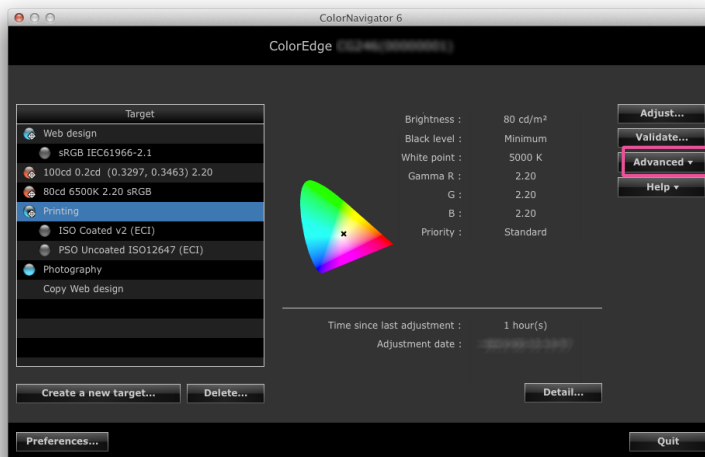 ColorNavigator 6
ColorEdge
Target
Web design
sRGB IEC61966-2.1
100cd 0.2cd (0.3297, 0.3463) 2.20
80cd 6500K 2.20 sRGB
Printing
ISO Coated v2 (ECI)
PSO Uncoated ISO12647 (ECI)
Photography
Copy Web design
Brightness : 80 cd/m²
Black level : Minimum
White point : 5000 K
Gamma R : 2.20
G : 2.20
B : 2.20
Priority : Standard
Time since last adjustment : 1 hour(s)
Adjustment date :
Adjust...
Validate...
Advanced ▾
Help ▾
Create a new target... Delete... Detail...
Preferences... Quit